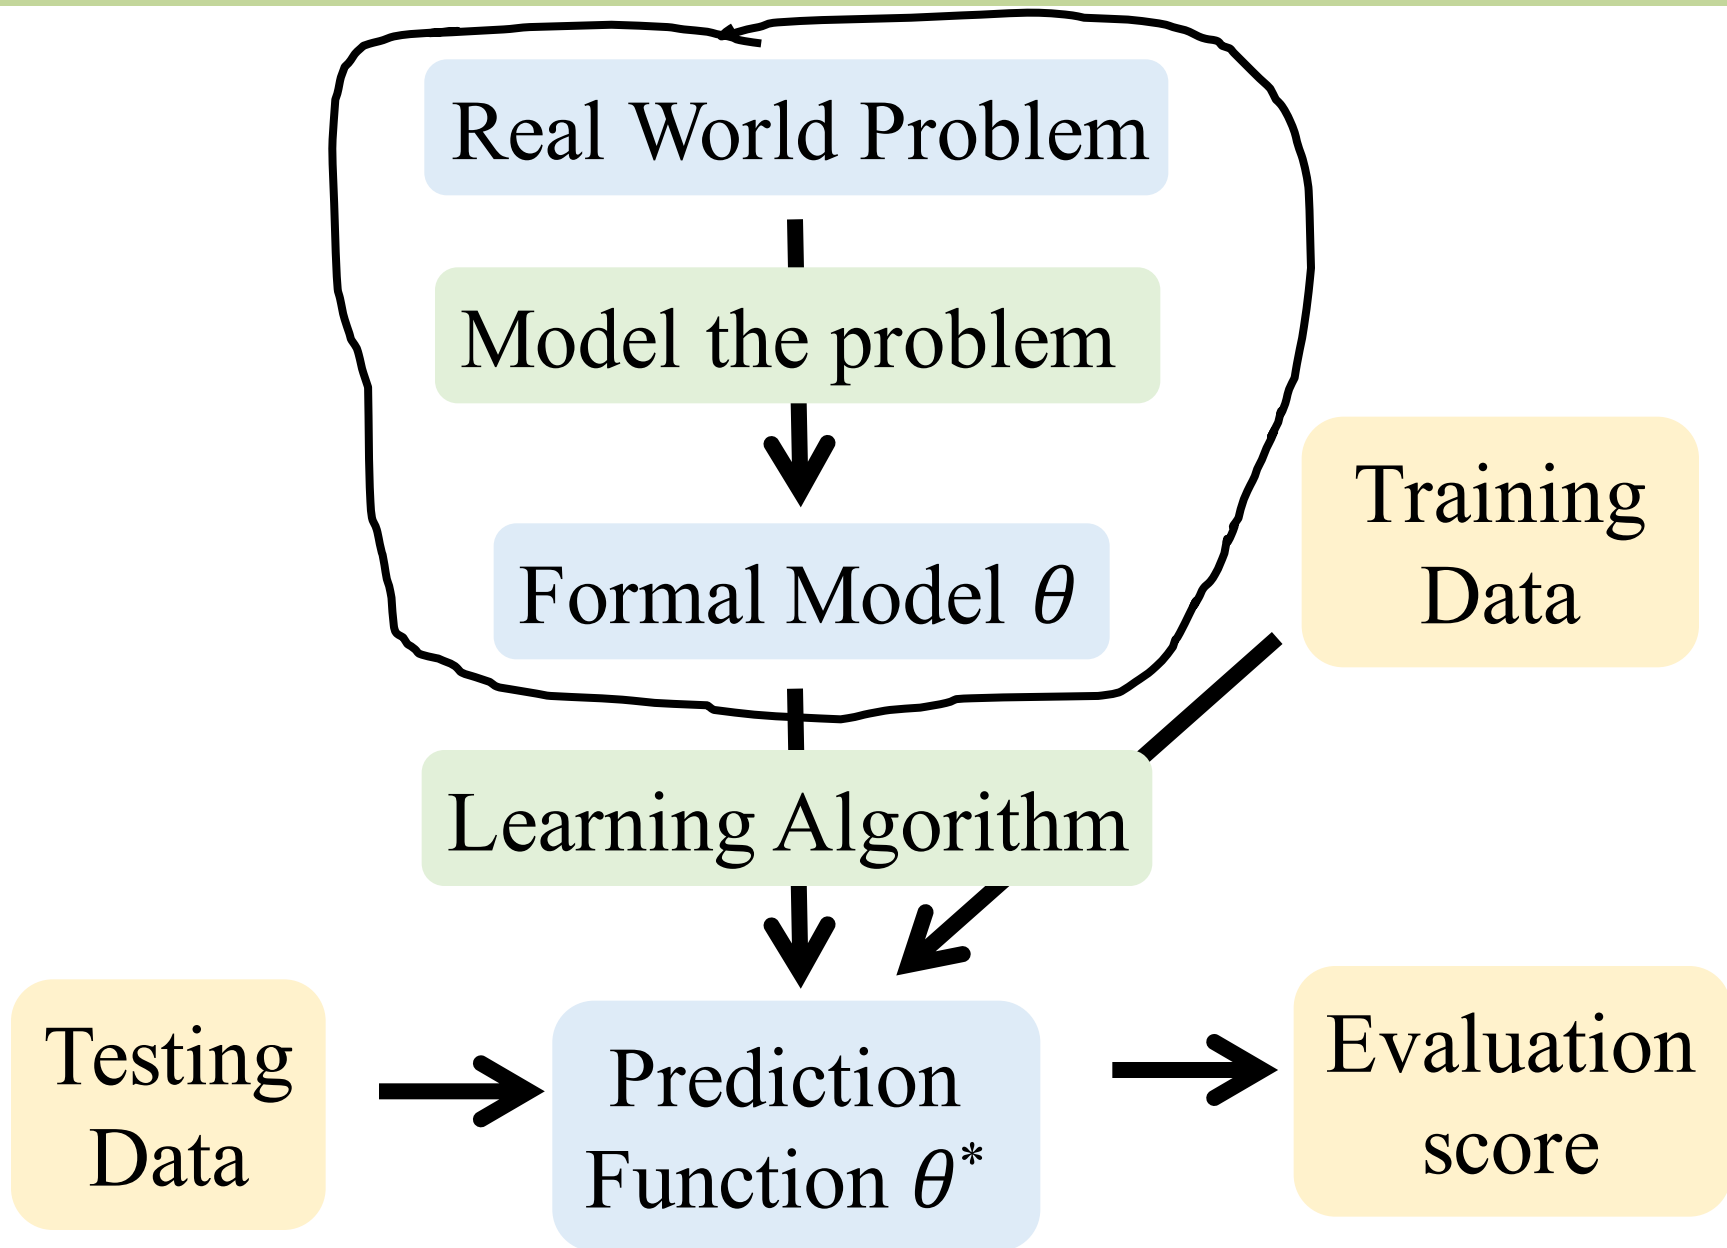 Real World Problem
Model the problem
Formal Model θ
Training
Data
Learning Algorithm
Testing
Data
Prediction
Function θ*
Evaluation
score